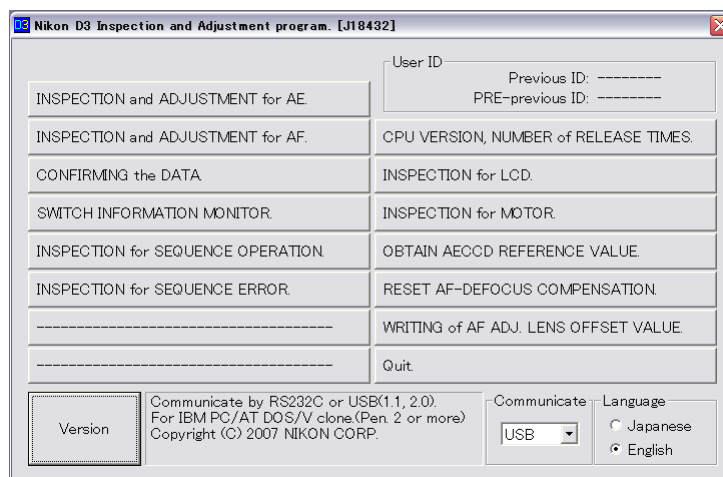 D3 Nikon D3 Inspection and Adjustment program. [J18432]
User ID
Previous ID: --------
PRE-previous ID: --------
INSPECTION and ADJUSTMENT for AE.
INSPECTION and ADJUSTMENT for AF.
CPU VERSION, NUMBER of RELEASE TIMES.
CONFIRMING the DATA.
INSPECTION for LCD.
SWITCH INFORMATION MONITOR.
INSPECTION for MOTOR.
INSPECTION for SEQUENCE OPERATION.
OBTAIN AECCD REFERENCE VALUE.
INSPECTION for SEQUENCE ERROR.
RESET AF-DEFOCUS COMPENSATION.
-------------------------------------
WRITING of AF ADJ. LENS OFFSET VALUE.
-------------------------------------
Quit.
Version
Communicate by RS232C or USB(1.1, 2.0).
For IBM PC/AT DOS/V clone.(Pen. 2 or more)
Copyright (C) 2007 NIKON CORP.
Communicate
USB
Language
Japanese
English